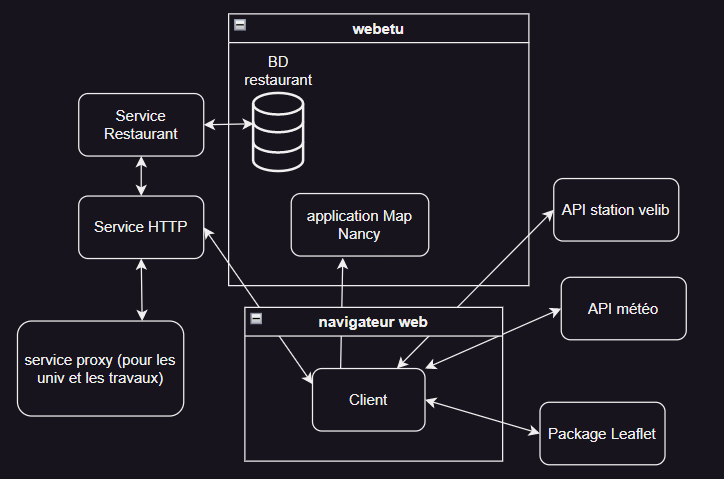 webetu
BD
restaurant
Service
Restaurant
application Map
Nancy
API station velib
Service HTTP
API météo
navigateur web
service proxy (pour les
univ et les travaux)
Client
Package Leaflet